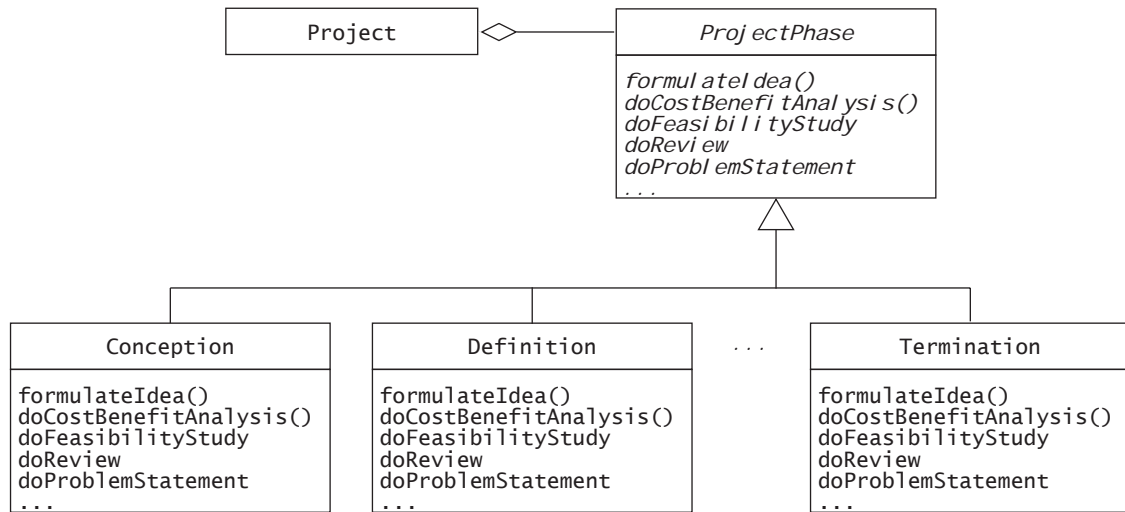 Project
ProjectPhase
formulateIdea()
doCostBenefitAnalysis()
doFeasibilityStudy
doReview
doProblemStatement
...
Conception
formulateIdea()
doCostBenefitAnalysis()
doFeasibilityStudy
doReview
doProblemStatement
...
Definition
formulateIdea()
doCostBenefitAnalysis()
doFeasibilityStudy
doReview
doProblemStatement
...
...
Termination
formulateIdea()
doCostBenefitAnalysis()
doFeasibilityStudy
doReview
doProblemStatement
...